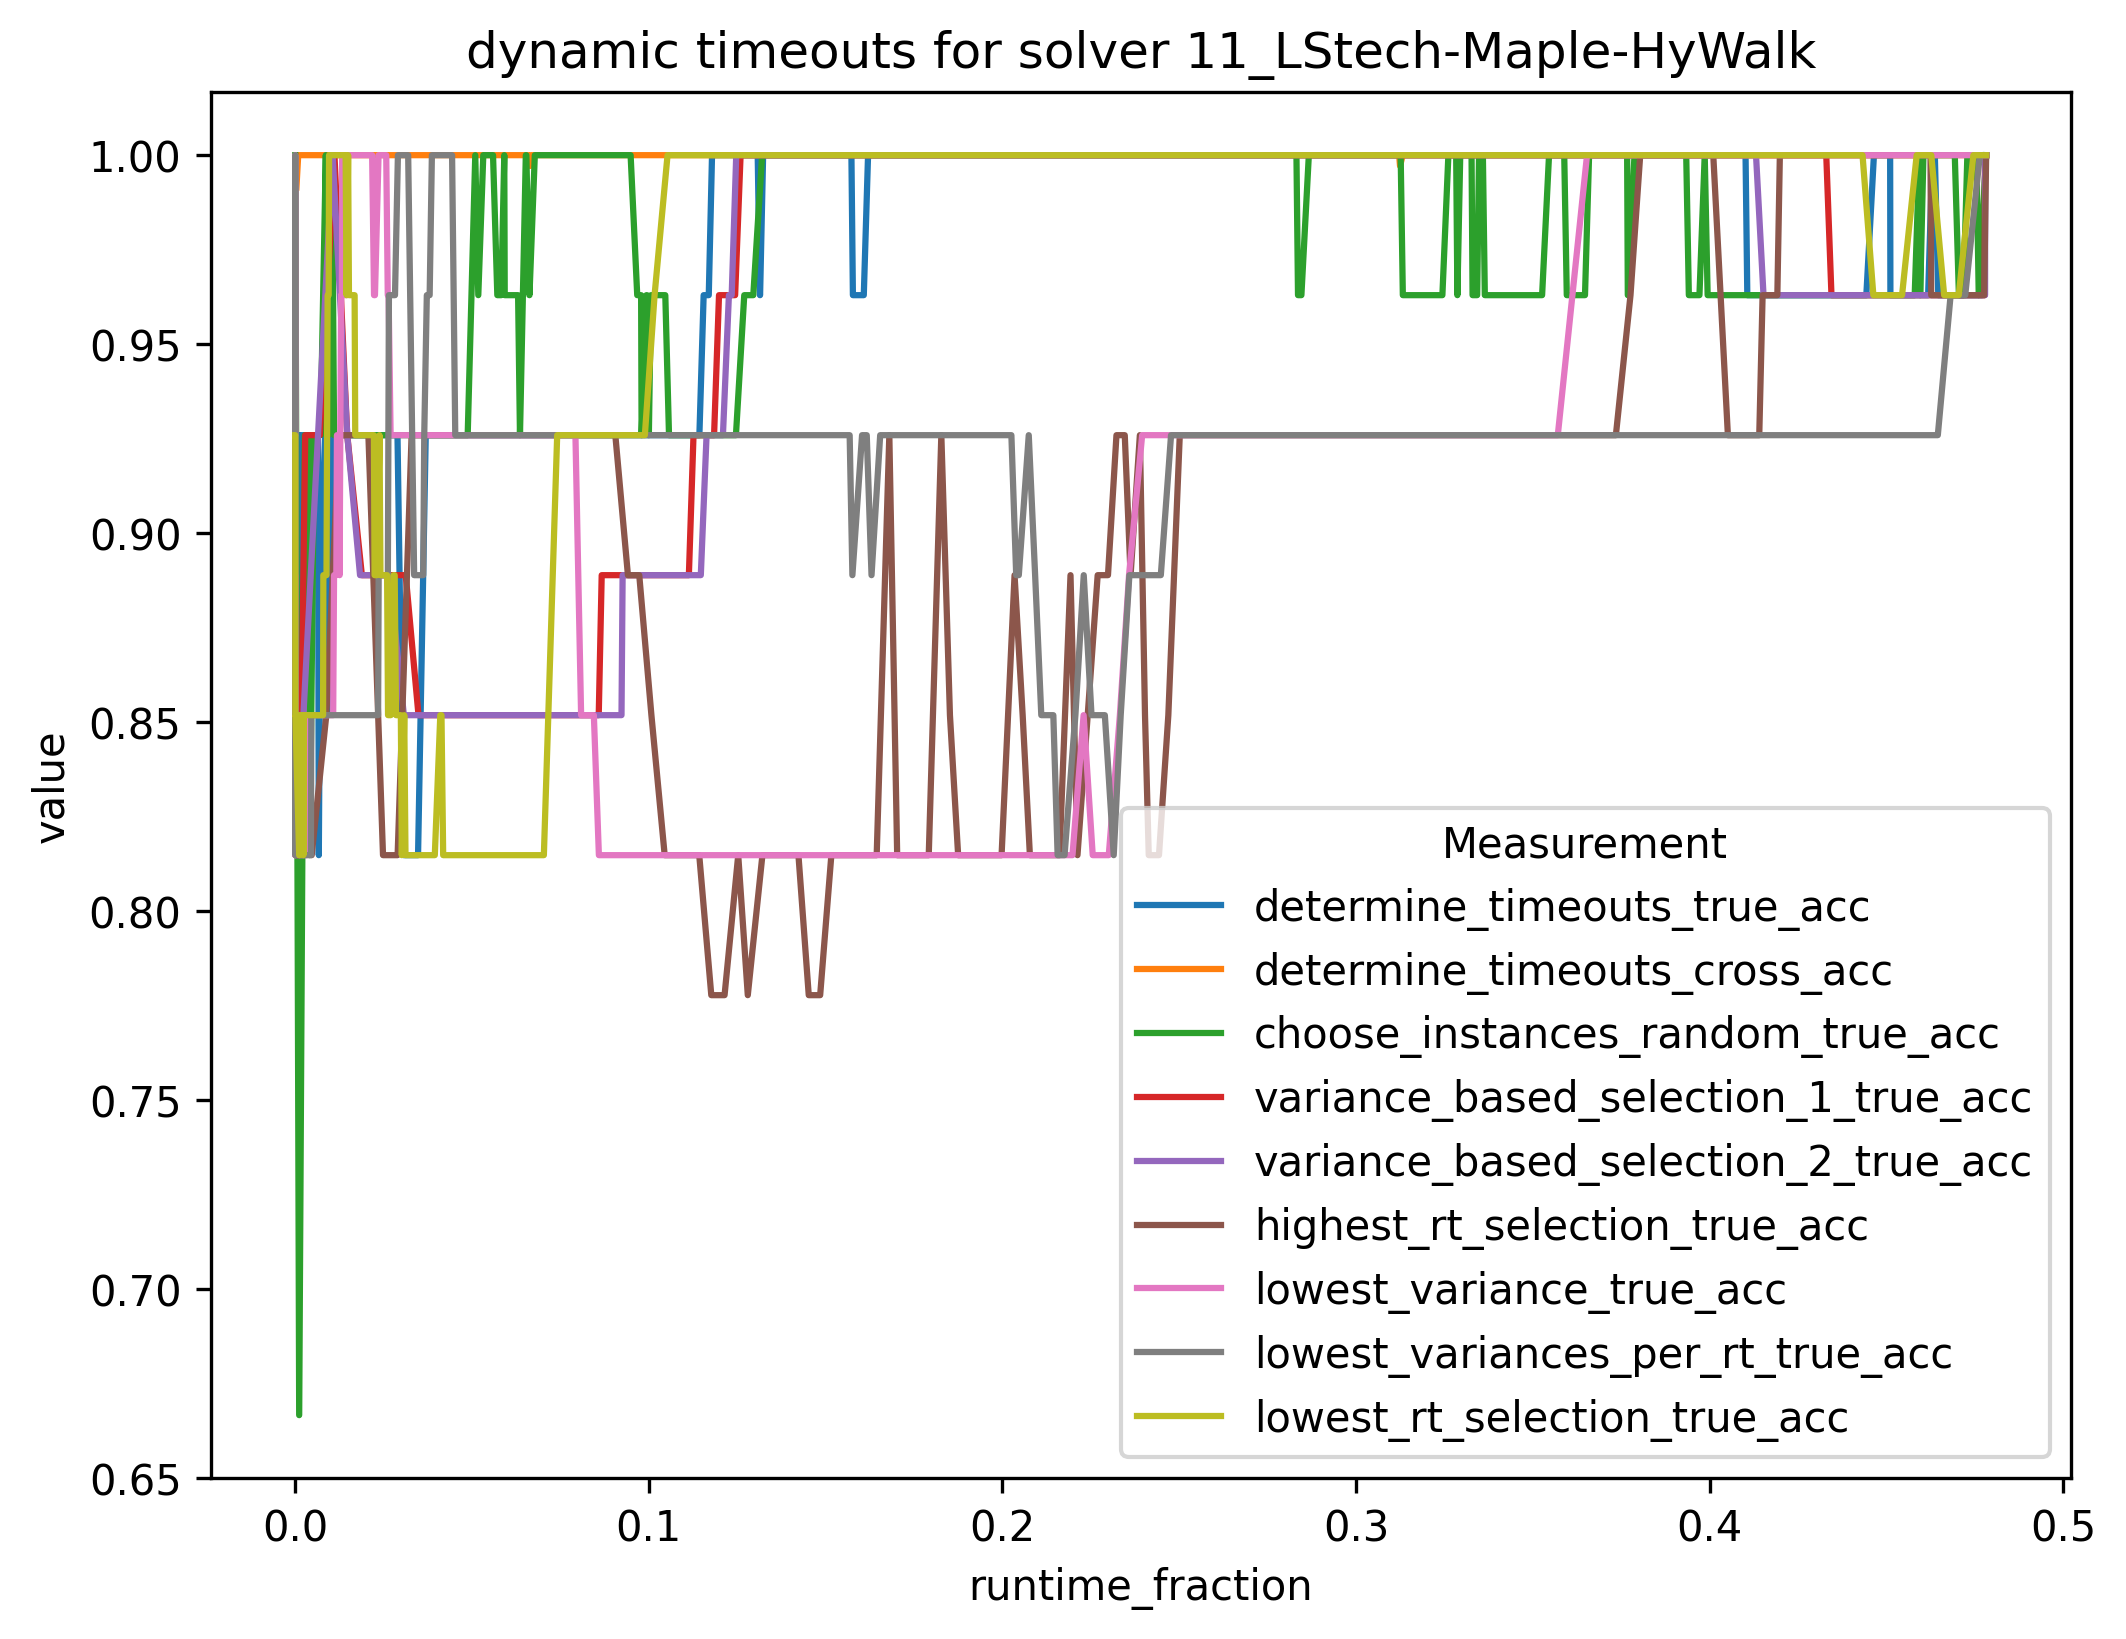 dynamic timeouts for solver 11_LStech-Maple-HyWalk
1.00
0.95
0.90
0.85
0.80
0.75
0.70
0.65
value
Measurement
determine_timeouts_true_acc
determine_timeouts_cross_acc
choose_instances_random_true_acc
variance_based_selection_1_true_acc
variance_based_selection_2_true_acc
highest_rt_selection_true_acc
lowest_variance_true_acc
lowest_variances_per_rt_true_acc
lowest_rt_selection_true_acc
0.0 0.1 0.2 0.3 0.4 0.5
runtime_fraction